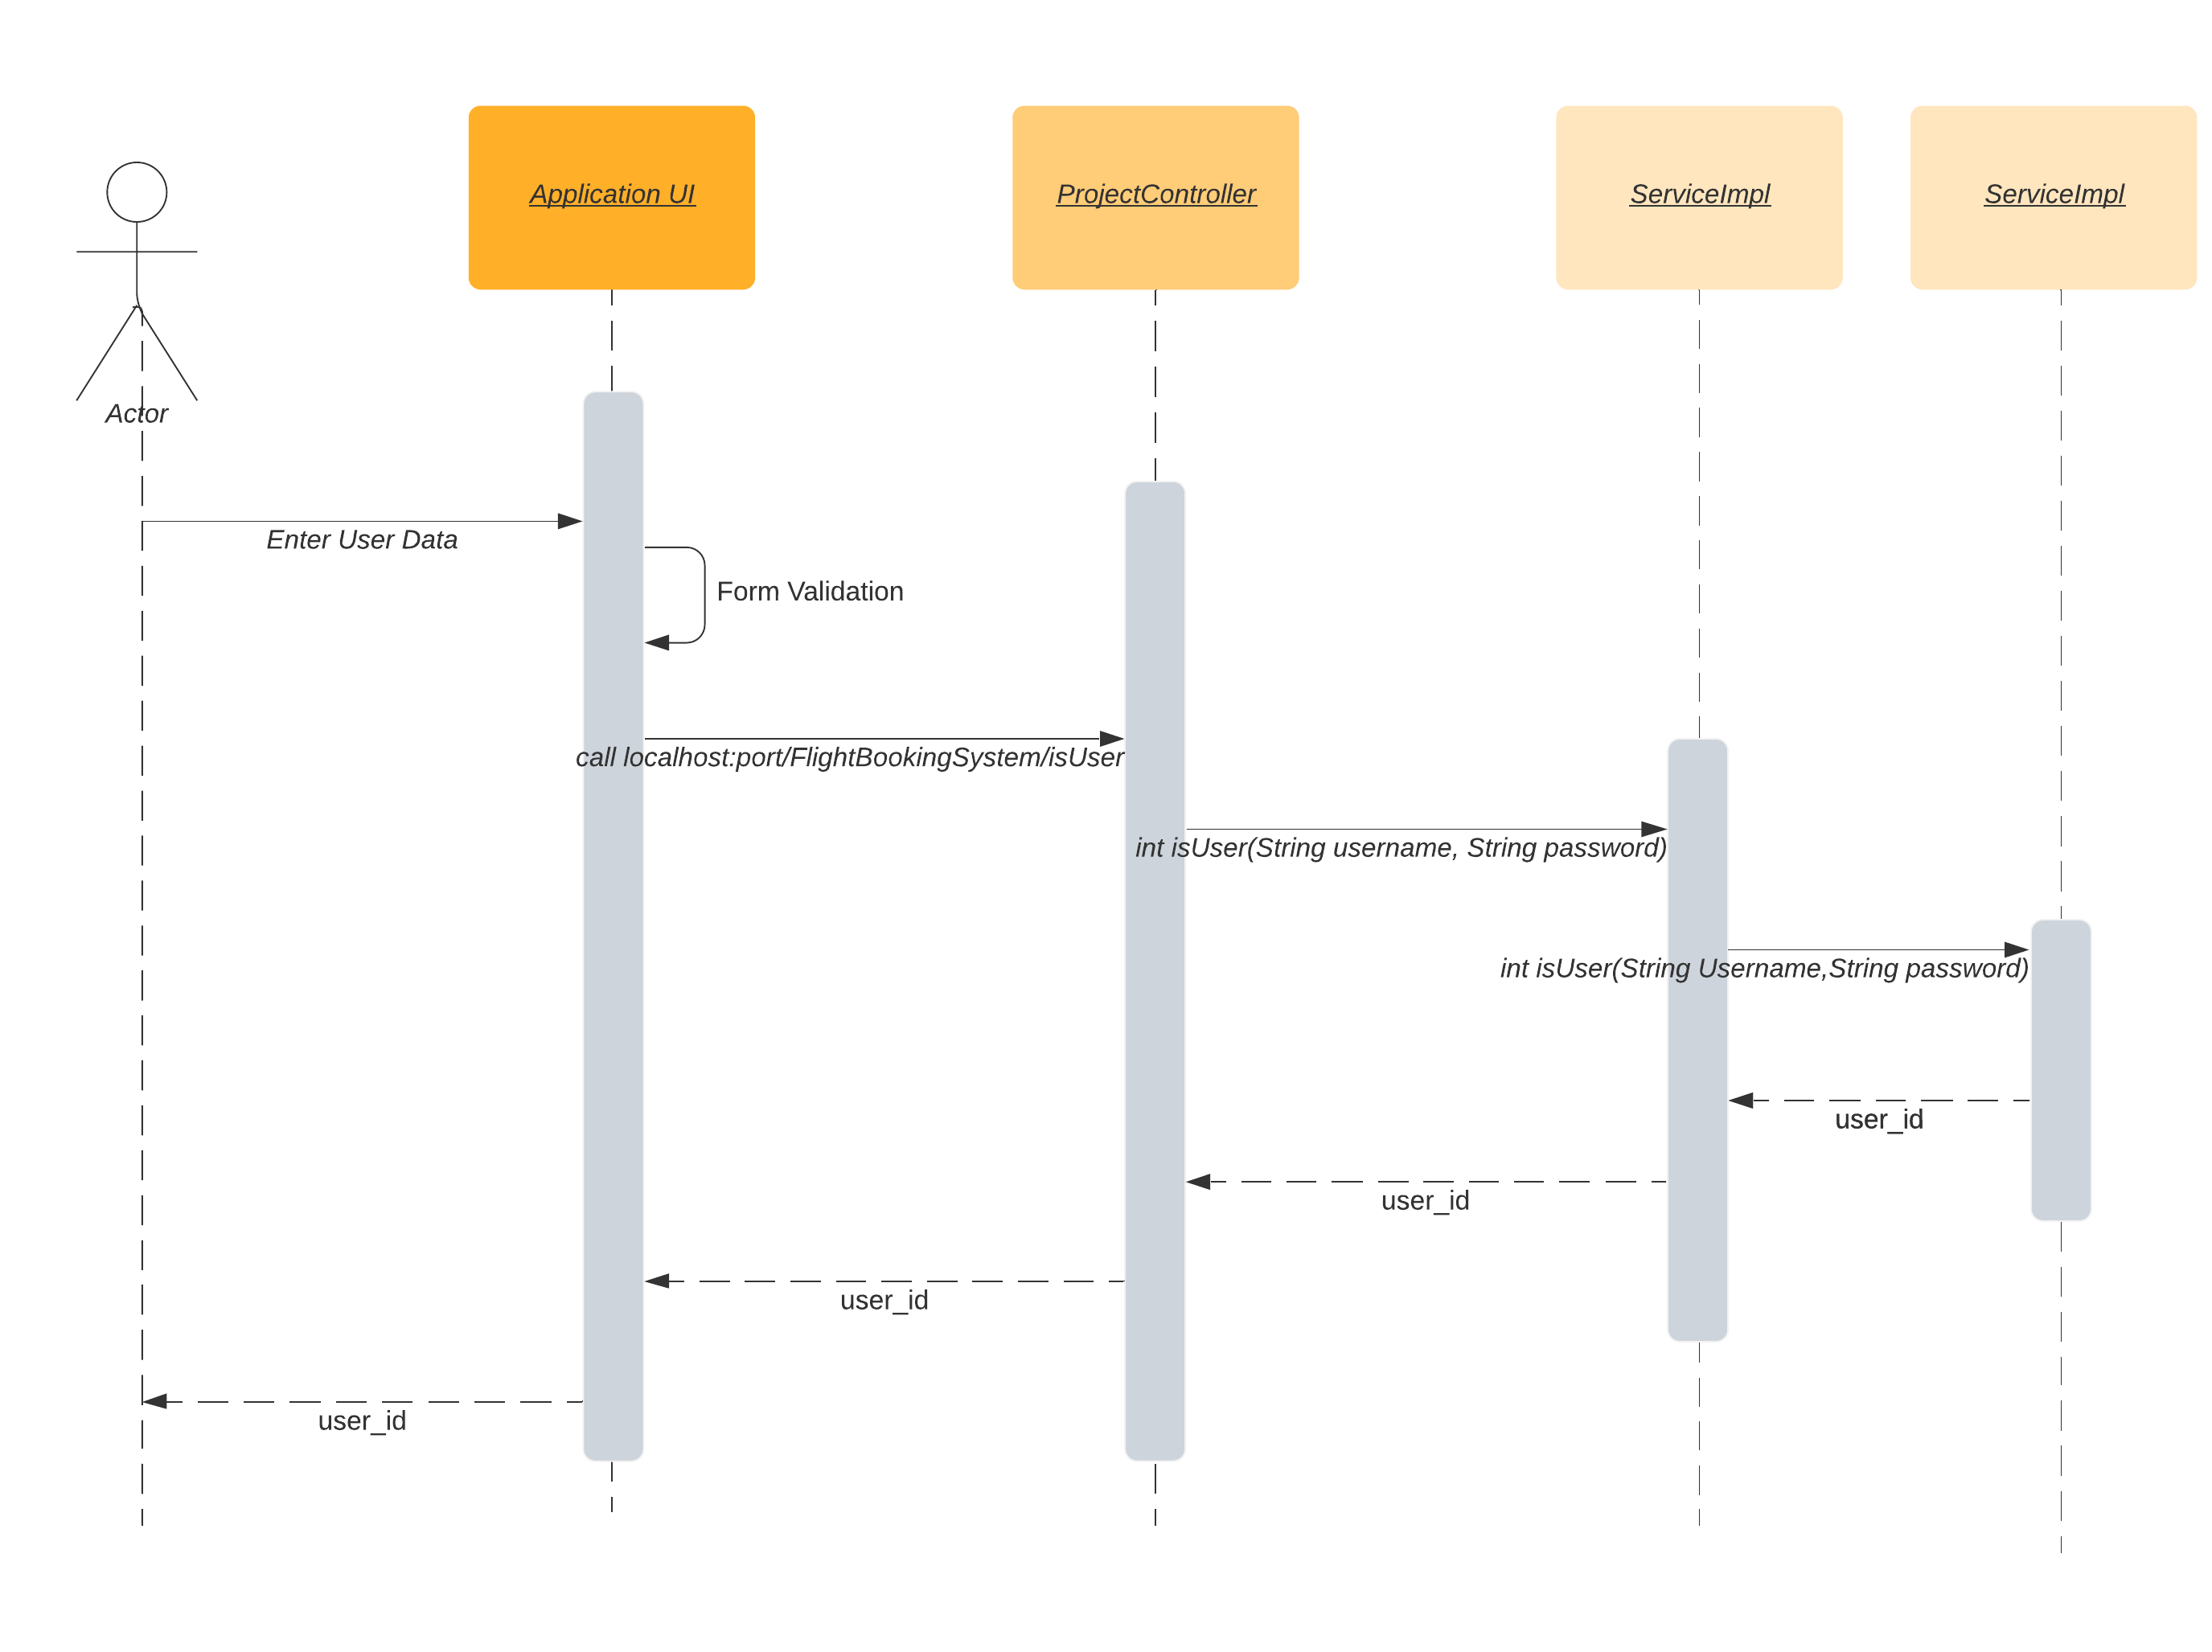 Application UI
ProjectController
ServiceImpl
ServiceImpl
Actor
Enter User Data
Form Validation
call localhost:port/FlightBookingSystem/isUser
int isUser(String username, String password)
int isUser(String Username,String password)
user_id
user_id
user_id
user_id